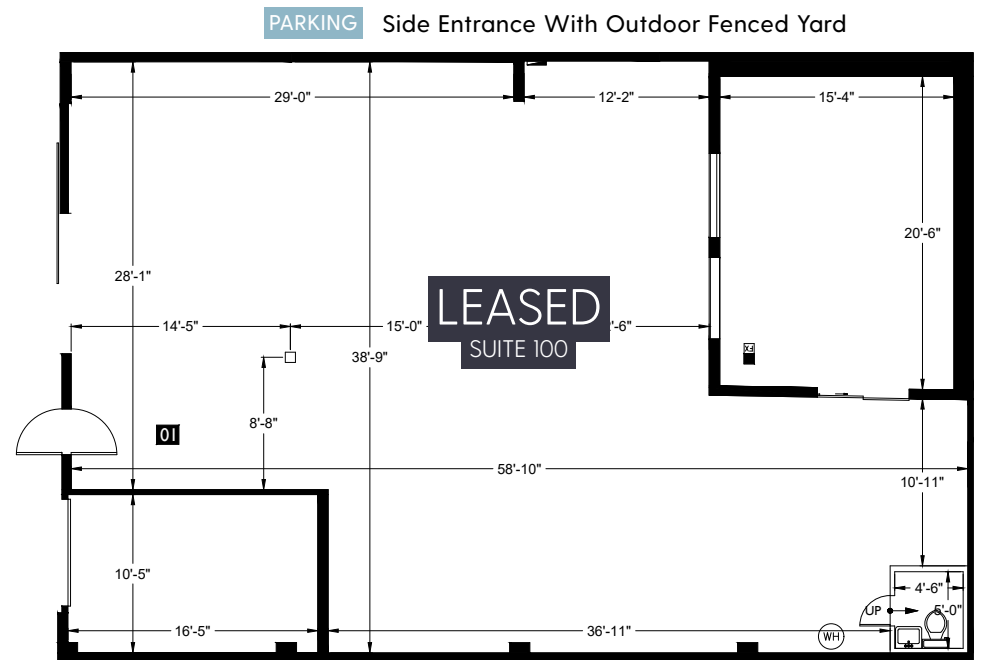 PARKING Side Entrance With Outdoor Fenced Yard
29'-0" 12'-2" 15'-4"
20'-6"
28'-1"
LEASED
14'-5" 15'-0" '-6"
SUITE 100
38'-9"
FX
8'-8"
01
58'-10"
10'-11"
10'-5"
4'-6"
UP 5'-0"
16'-5" 36'-11" WH